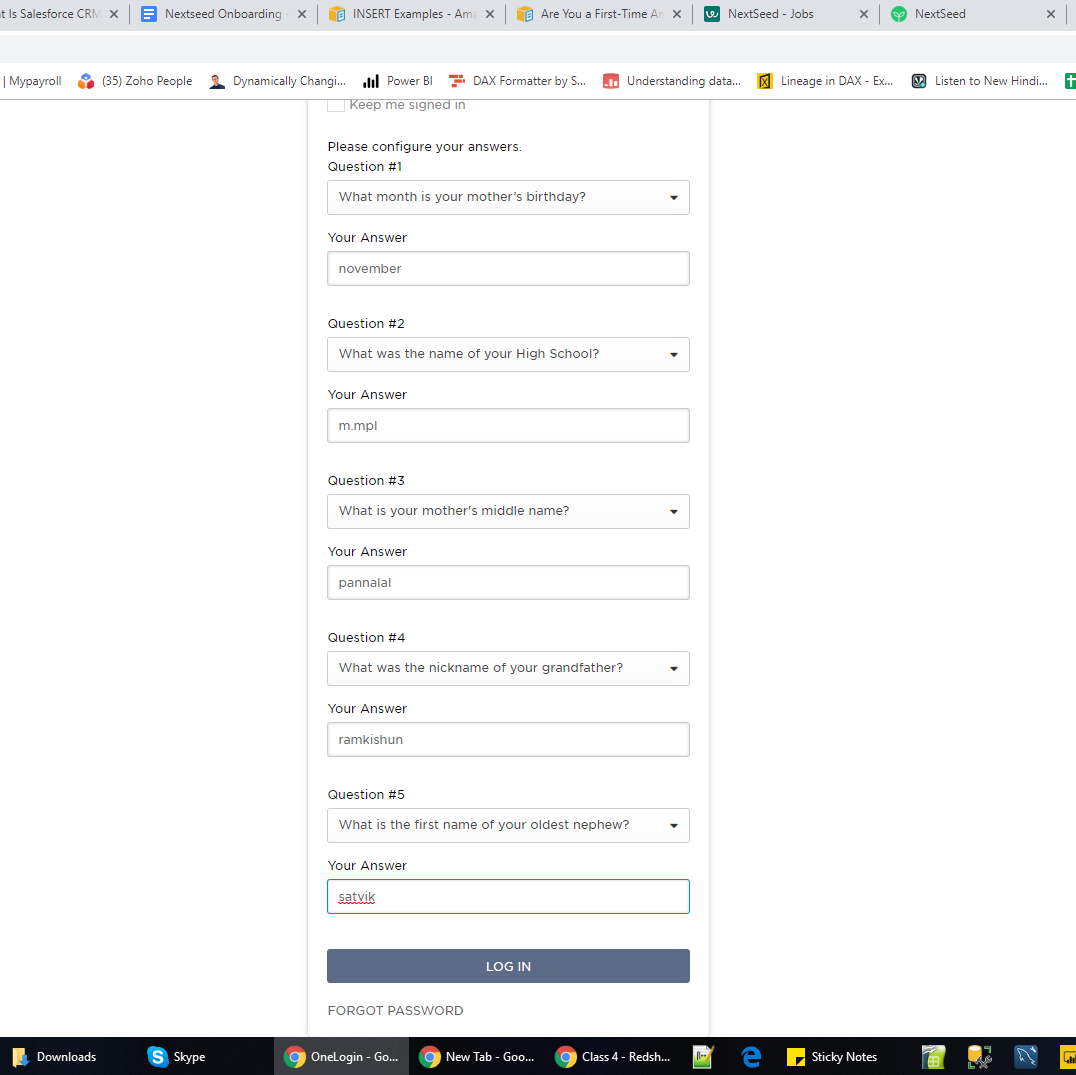 t Is Salesforce CRM
Nextseed Onboarding
INSERT Examples - Ama
Are You a First-Time An
NextSeed - Jobs
NextSeed
| Mypayroll
(35) Zoho People
Dynamically Changi...
Power BI
DAX Formatter by S...
Understanding data...
Lineage in DAX - Ex...
Listen to New Hindi...
Keep me signed in
Please configure your answers.
Question #1
What month is your mother's birthday?
Your Answer
november
Question #2
What was the name of your High School?
Your Answer
m.mpl
Question #3
What is your mother's middle name?
Your Answer
pannalal
Question #4
What was the nickname of your grandfather?
Your Answer
ramkishun
Question #5
What is the first name of your oldest nephew?
Your Answer
satvik
LOG IN
FORGOT PASSWORD
Downloads
Skype
OneLogin - Go...
New Tab - Goo...
Class 4 - Redsh...
Sticky Notes